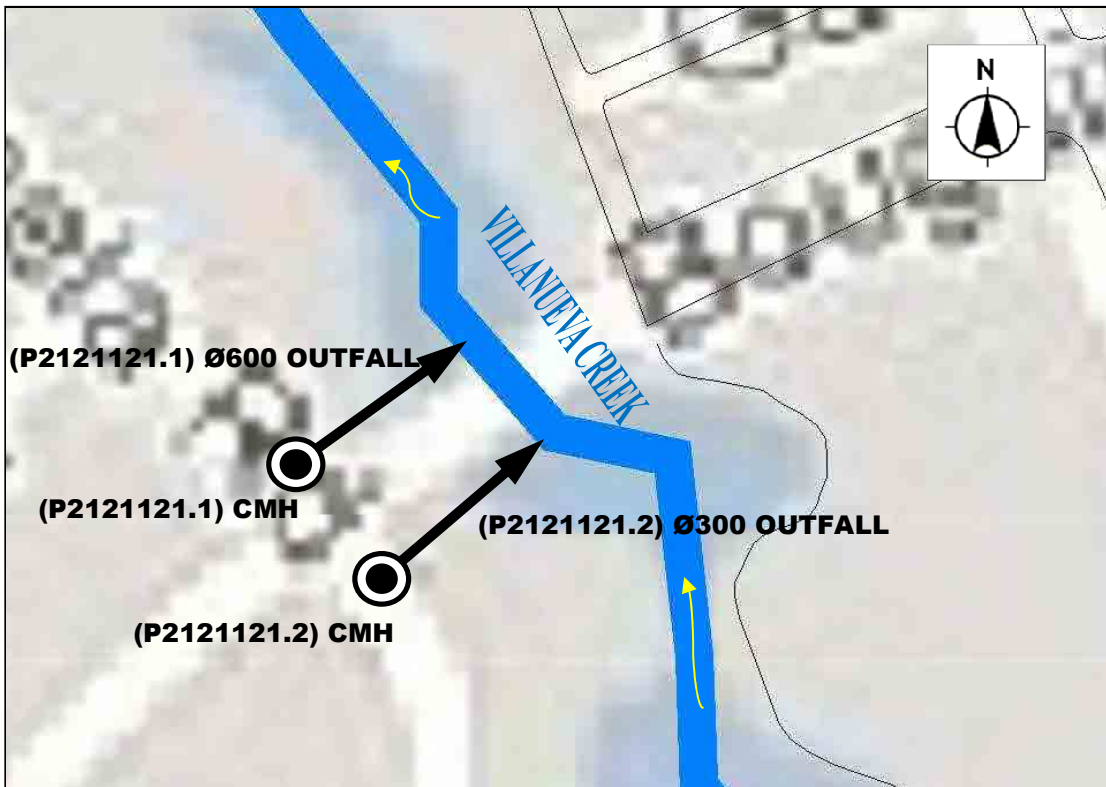 N
VILLANUEVA CREEK
(P2121121.1) Ø600 OUTFALL
(P2121121.1) CMH
(P2121121.2) Ø300 OUTFALL
(P2121121.2) CMH